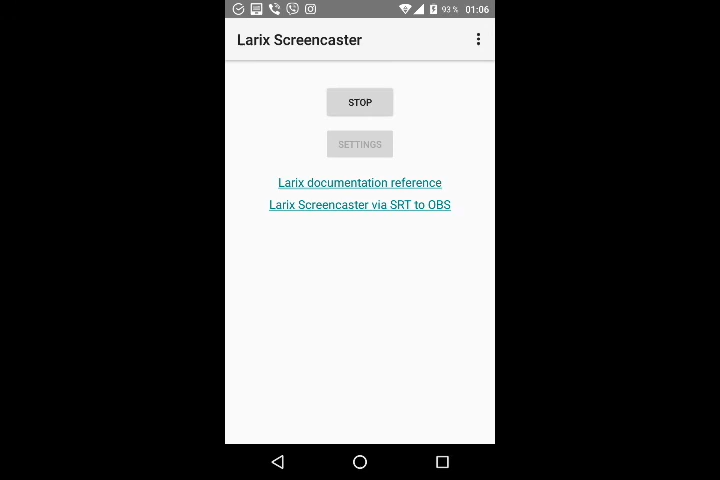 93 % 01:06
Larix Screencaster
STOP
SETTINGS
Larix documentation reference
Larix Screencaster via SRT to OBS